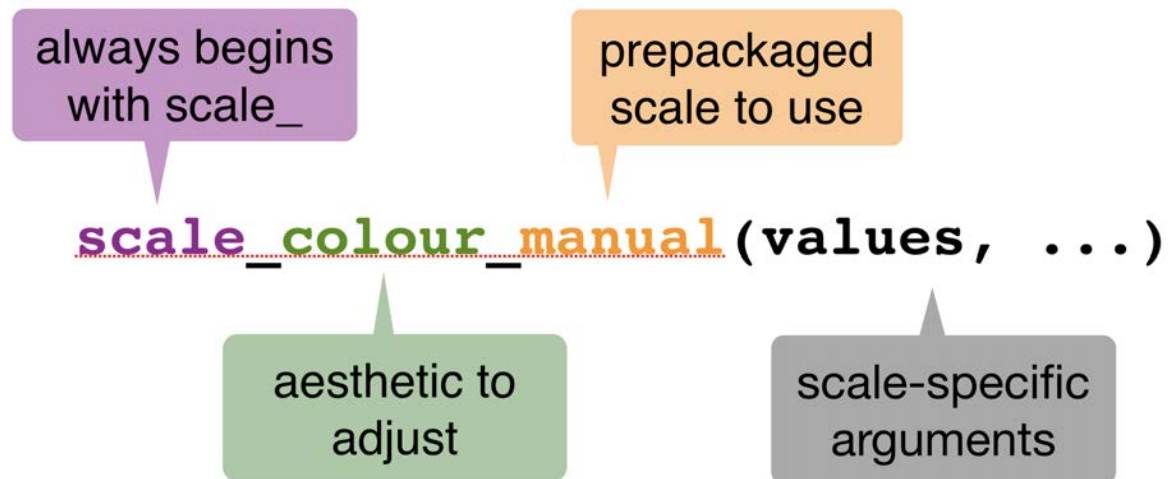 always begins
with scale_
prepackaged
scale to use
scale_colour_manual(values, ...)
aesthetic to
adjust
scale-specific
arguments